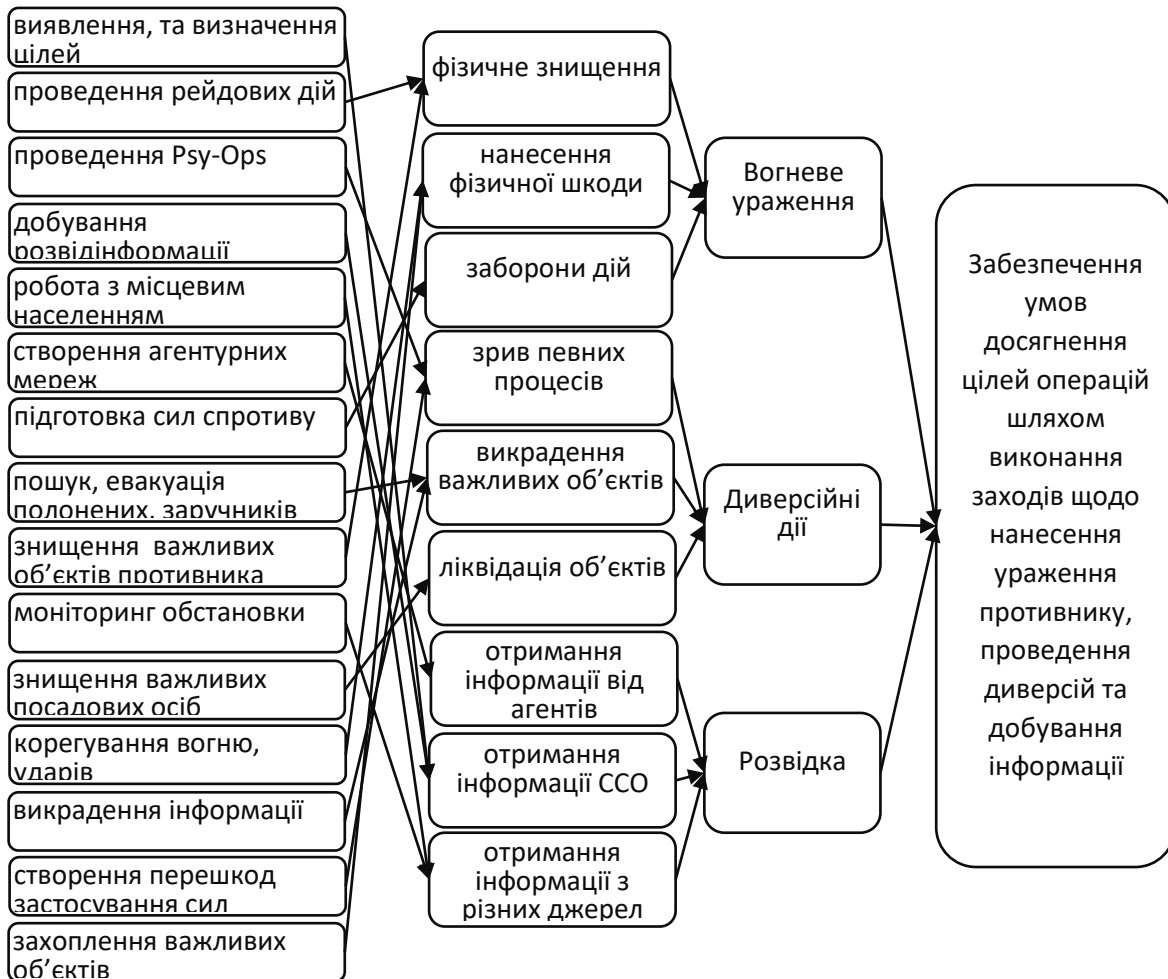 виявлення, та визначення
цілей
проведення рейдових дій
проведення Psy-Ops
добування
розвідінформації
робота з місцевим
населенням
створення агентурних
мереж
підготовка сил спротиву
пошук, евакуація
полонених, заручників
знищення важливих
об’єктів противника
моніторинг обстановки
знищення важливих
посадових осіб
корегування вогню,
ударів
викрадення інформації
створення перешкод
застосування сил
захоплення важливих
об’єктів
фізичне знищення
нанесення
фізичної шкоди
заборони дій
зрив певних
процесів
викрадення
важливих об’єктів
ліквідація об’єктів
отримання
інформації від
агентів
отримання
інформації ССО
отримання
інформації з
різних джерел
Вогневе
ураження
Диверсійні
дії
Розвідка
Забезпечення
умов
досягнення
цілей операцій
шляхом
виконання
заходів щодо
нанесення
ураження
противнику,
проведення
диверсій та
добування
інформації